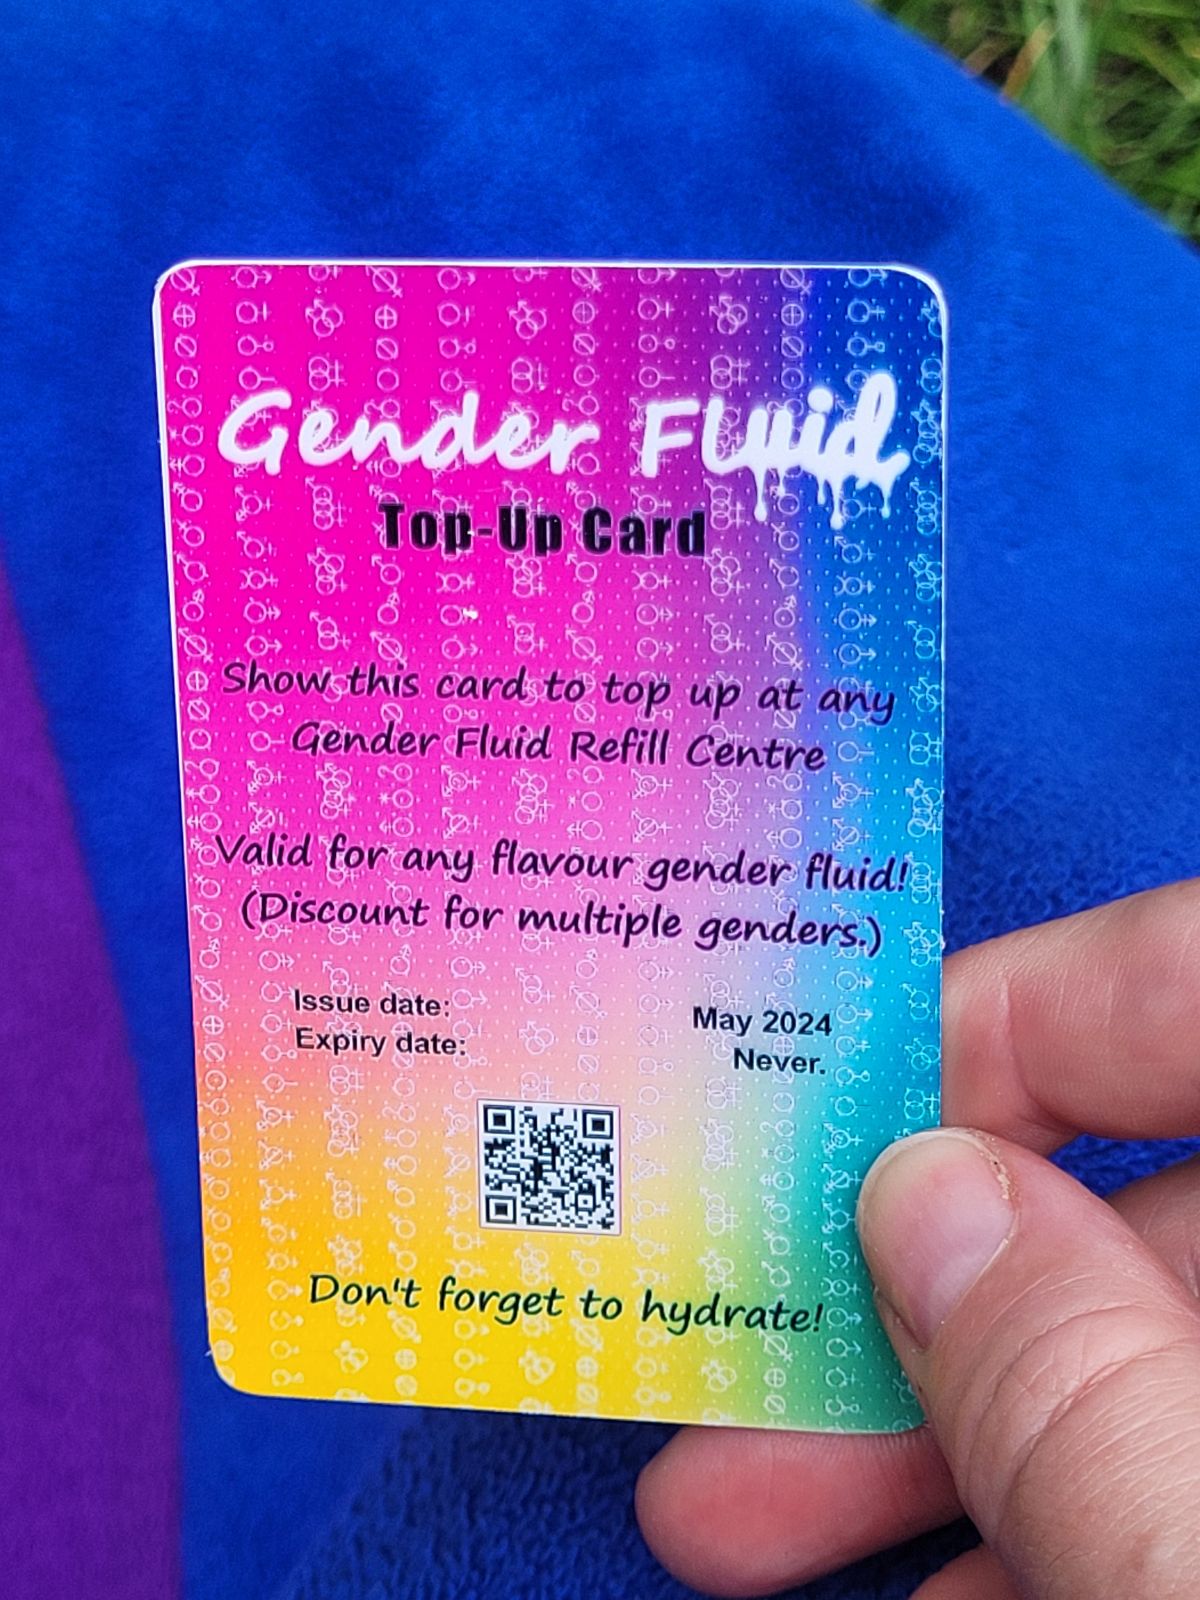 Gender Fluid
Top-Up Card
Show this card to top up at any
Gender Fluid Refill Centre
Valid for any flavour gender fluid!
(Discount for multiple genders.)
Issue date: May 2024
Expiry date: Never.
Don't forget to hydrate!